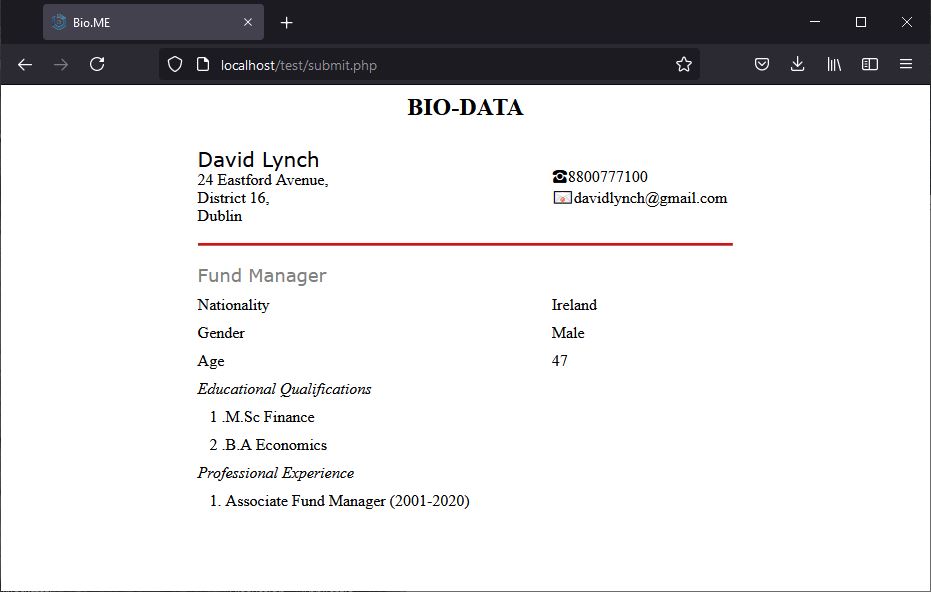 Bio.ME
localhost/test/submit.php
BIO-DATA
David Lynch
24 Eastford Avenue,
District 16,
Dublin
☎8800777100
davidlynch@gmail.com
Fund Manager
Nationality Ireland
Gender Male
Age 47
Educational Qualifications
1 .M.Sc Finance
2 .B.A Economics
Professional Experience
1. Associate Fund Manager (2001-2020)